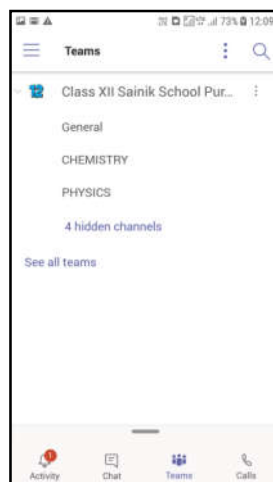 73% 12:09
Teams
12 Class XII Sainik School Pur...
General
CHEMISTRY
PHYSICS
4 hidden channels
See all teams
1
Activity Chat Teams Calls